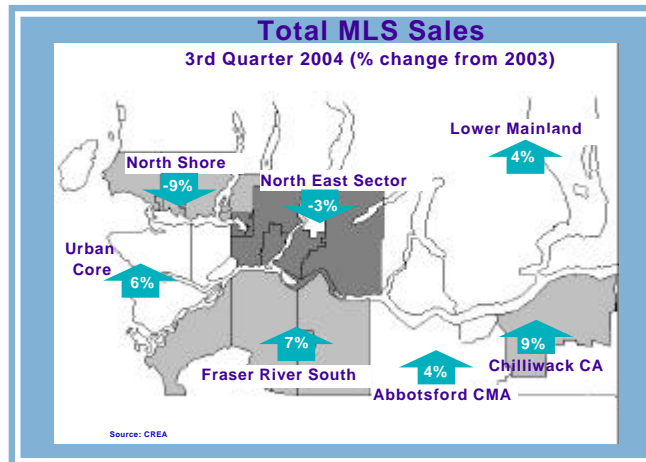 Total MLS Sales
3rd Quarter 2004 (% change from 2003)
Lower Mainland
4%
North Shore
-9%
North East Sector
-3%
Urban
Core
6%
7%
Fraser River South
4%
Abbotsford CMA
9%
Chilliwack CA
Source: CREA